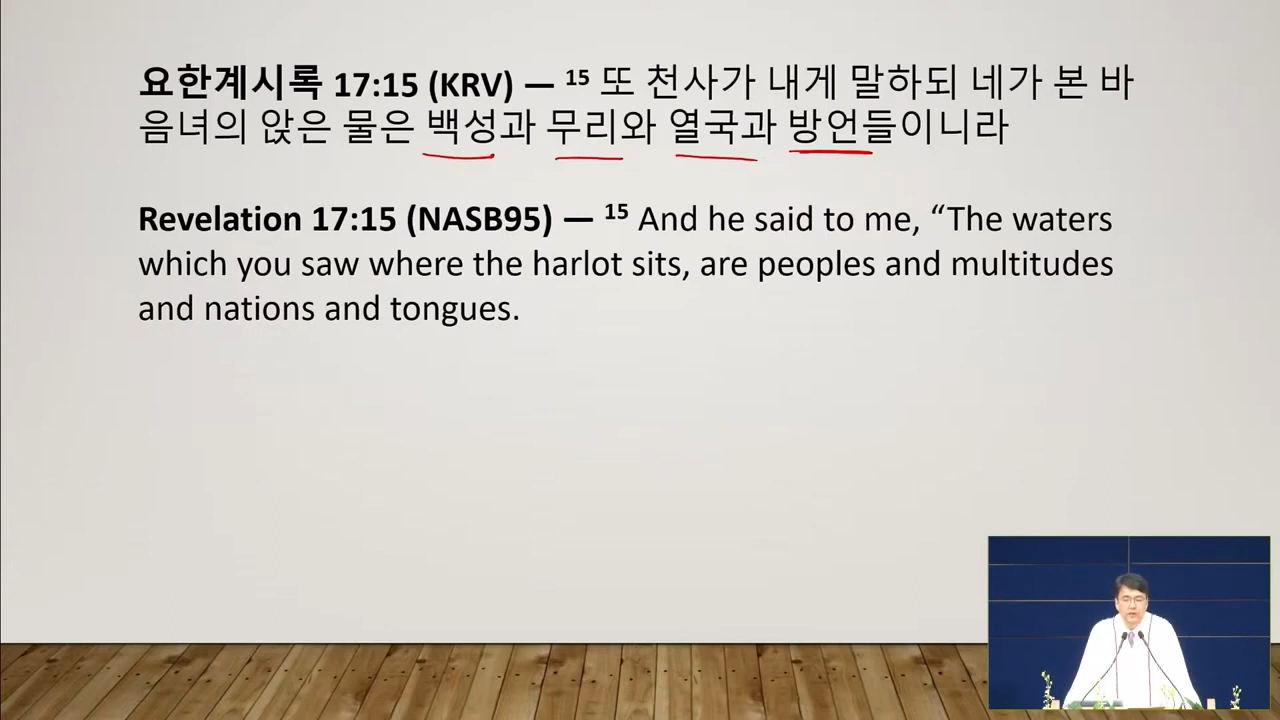 요한계시록 17:15 (KRV) — 15 또 천사가 내게 말하되 네가 본 바
음녀의 앉은 물은 백성과 무리와 열국과 방언들이니라
Revelation 17:15 (NASB95) — 15 And he said to me, “The waters
which you saw where the harlot sits, are peoples and multitudes
and nations and tongues.